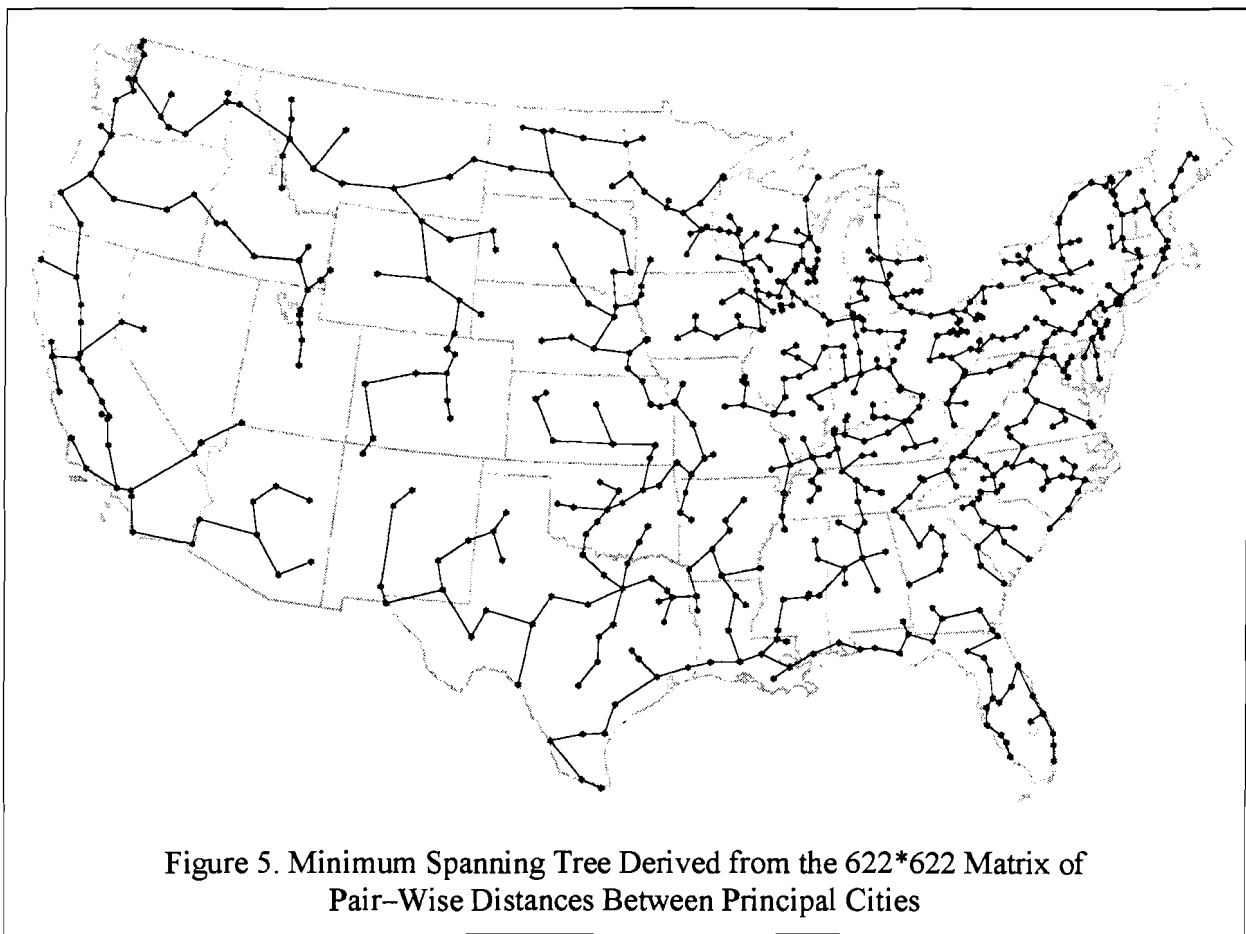 Figure 5. Minimum Spanning Tree Derived from the 622*622 Matrix of
Pair–Wise Distances Between Principal Cities